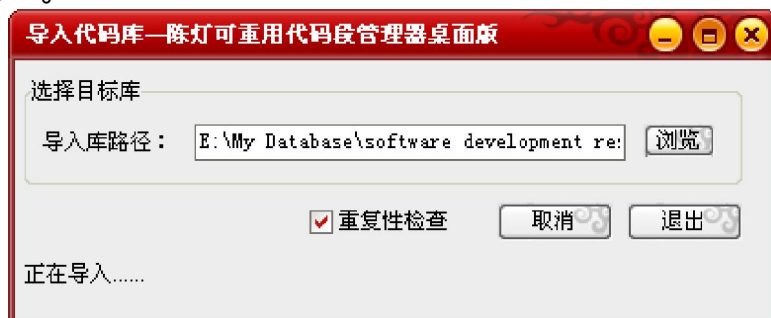 导入代码库—陈灯可重用代码段管理器桌面版
选择目标库
导入库路径： E:\My Database\software development re 浏览
重复性检查 取消 退出
正在导入......